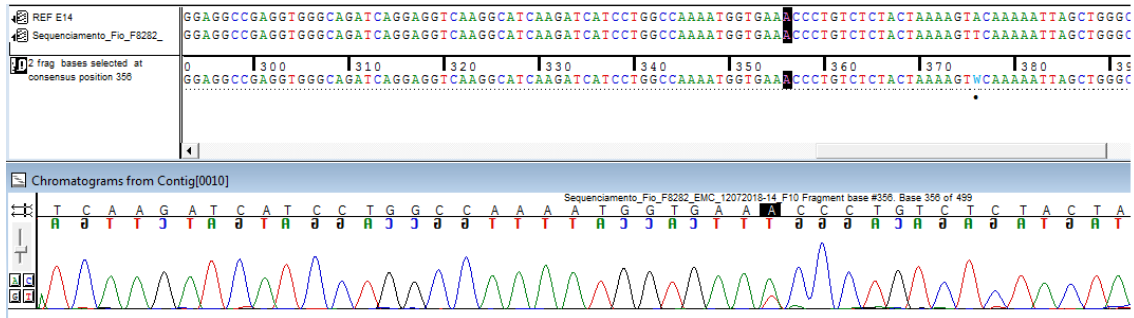 REF E14 GGAGGCCGAGGTGGGCAGATCAGGAGGTCAAGGCATCAAGATCATCCTGGCCAAAATGGTGAAACCCTGTCTCTACTAAAAGTACAAAAATTAGCTGGGC
Sequenciamento_Fio_F8282_ GGAGGCCGAGGTGGGCAGATCAGGAGGTCAAGGCATCAAGATCATCCTGGCCAAAATGGTGAAACCCTGTCTCTACTAAAAGTTCAAAAATTAGCTGGGC
2 frag bases selected at 0 300 310 320 330 340 350 360 370 380 39
consensus position 356 GGAGGCCGAGGTGGGCAGATCAGGAGGTCAAGGCATCAAGATCATCCTGGCCAAAATGGTGAAACCCTGTCTCTACTAAAAGTWCAAAAATTAGCTGGGC
Chromatograms from Contig[0010]
Sequenciamento_Fio_F8282_EMC_12072018-14_F10 Fragment base #356. Base 356 of 499
T C A A G A T C A T C C T G G C C A A A A T G G T G A A A C C C T G T C T C T A C T A
A G T T C T A G T A G G A C C G G T T T T A C C A C T T T G G G A C A G A G A T G A T
A C
G T